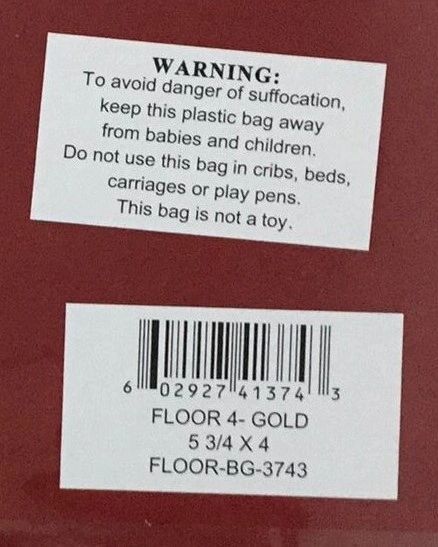 WARNING:
To avoid danger of suffocation,
keep this plastic bag away
from babies and children.
Do not use this bag in cribs, beds,
carriages or play pens.
This bag is not a toy.
6 02927 41374 3
FLOOR 4- GOLD
5 3/4 X 4
FLOOR-BG-3743